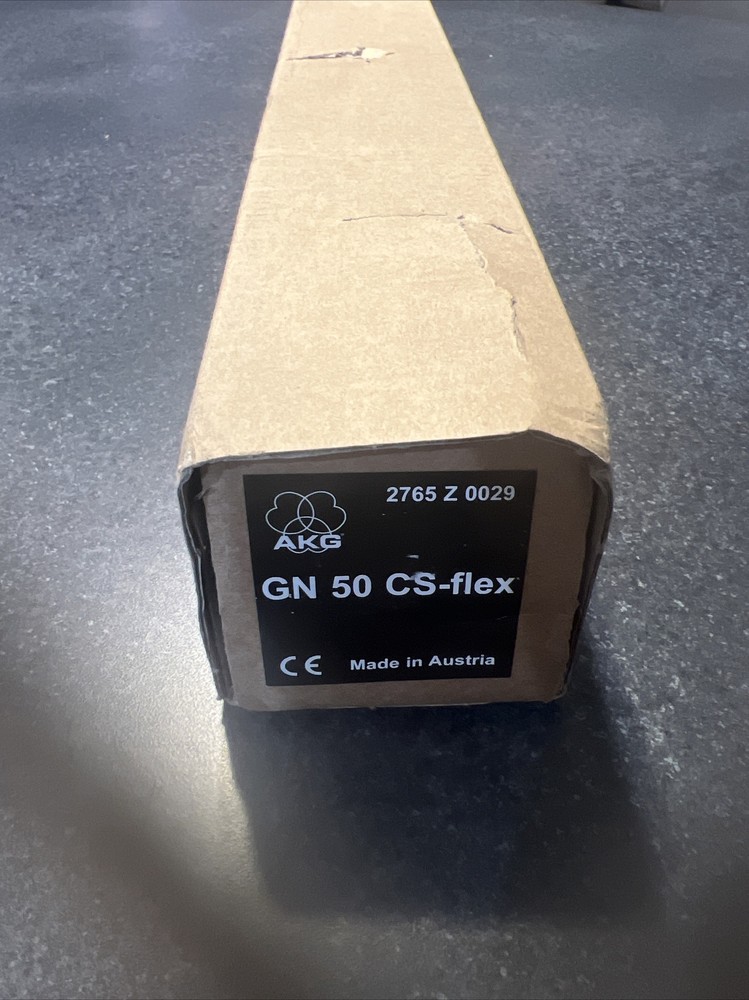 2765 Z 0029
AKG
GN 50 CS-flex
CE Made in Austria